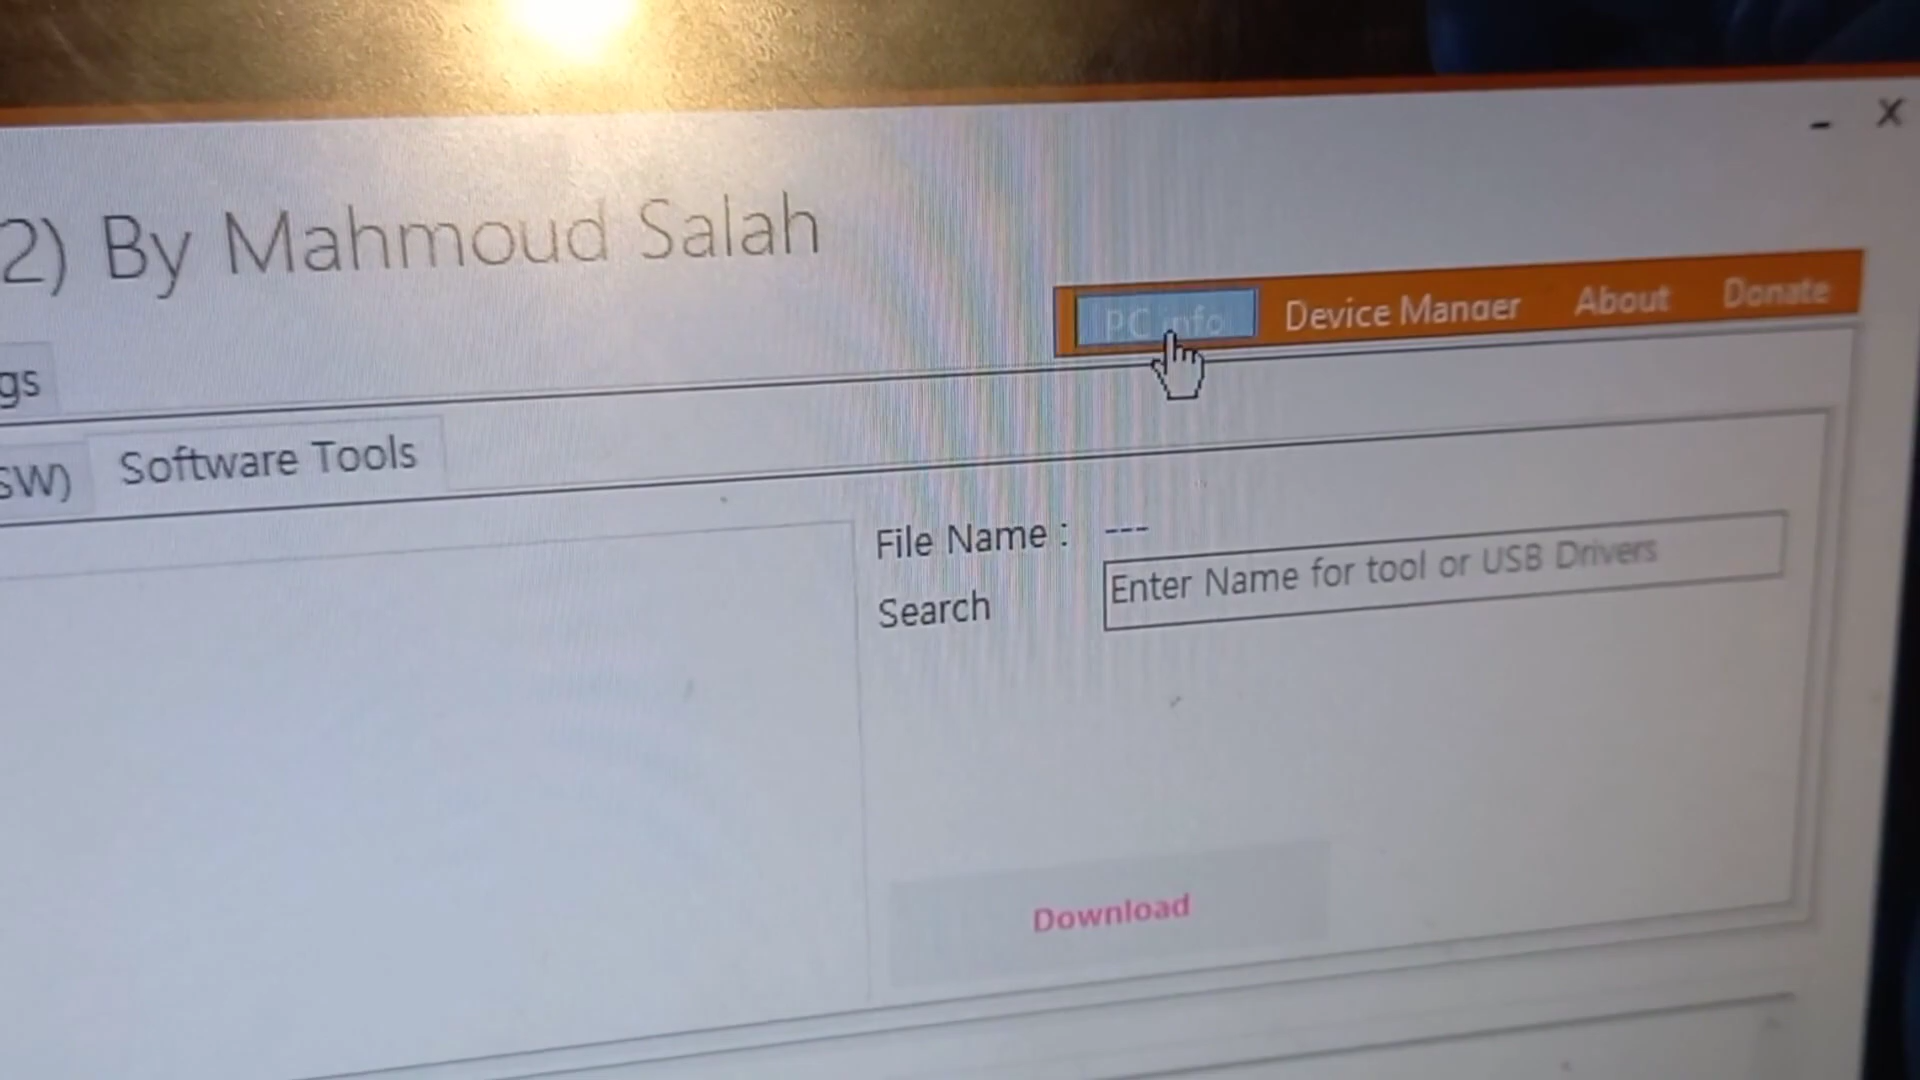 2) By Mahmoud Salah
PC info Device Manger About Donate
gs
SW) Software Tools
File Name : ---
Search Enter Name for tool or USB Drivers
Download